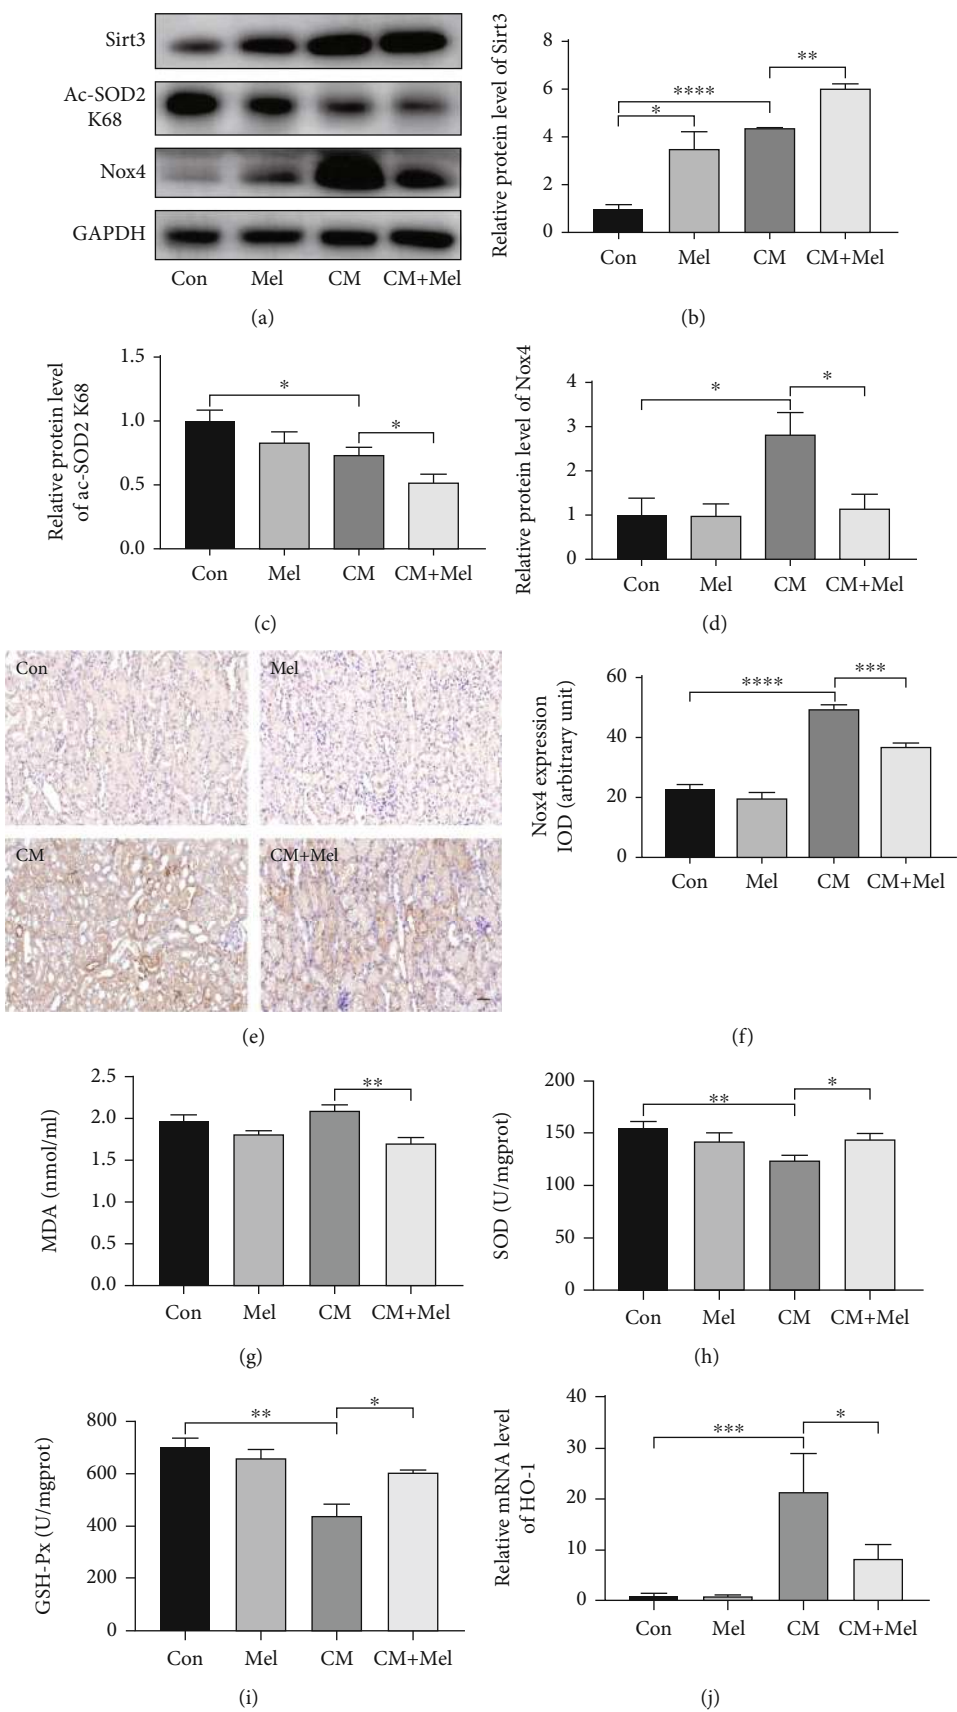 Sirt3
Ac-SOD2
K68
Nox4
GAPDH
Con Mel CM CM+Mel
(a)
Relative protein level of Sirt3
8
6
4
2
0
****
*
**
Con Mel CM CM+Mel
(b)
Relative protein level
of ac-SOD2 K68
1.5
1.0
0.5
0.0
*
*
Con Mel CM CM+Mel
(c)
Relative protein level of Nox4
4
3
2
1
0
*
*
Con Mel CM CM+Mel
(d)
Con
Mel
CM
CM+Mel
(e)
Nox4 expression
IOD (arbitrary unit)
60
40
20
0
****
***
Con Mel CM CM+Mel
(f)
MDA (nmol/ml)
2.5
2.0
1.5
1.0
0.5
0.0
**
Con Mel CM CM+Mel
(g)
SOD (U/mgprot)
200
150
100
50
0
**
*
Con Mel CM CM+Mel
(h)
GSH-Px (U/mgprot)
800
600
400
200
0
**
*
Con Mel CM CM+Mel
(i)
Relative mRNA level
of HO-1
40
30
20
10
0
***
*
Con Mel CM CM+Mel
(j)